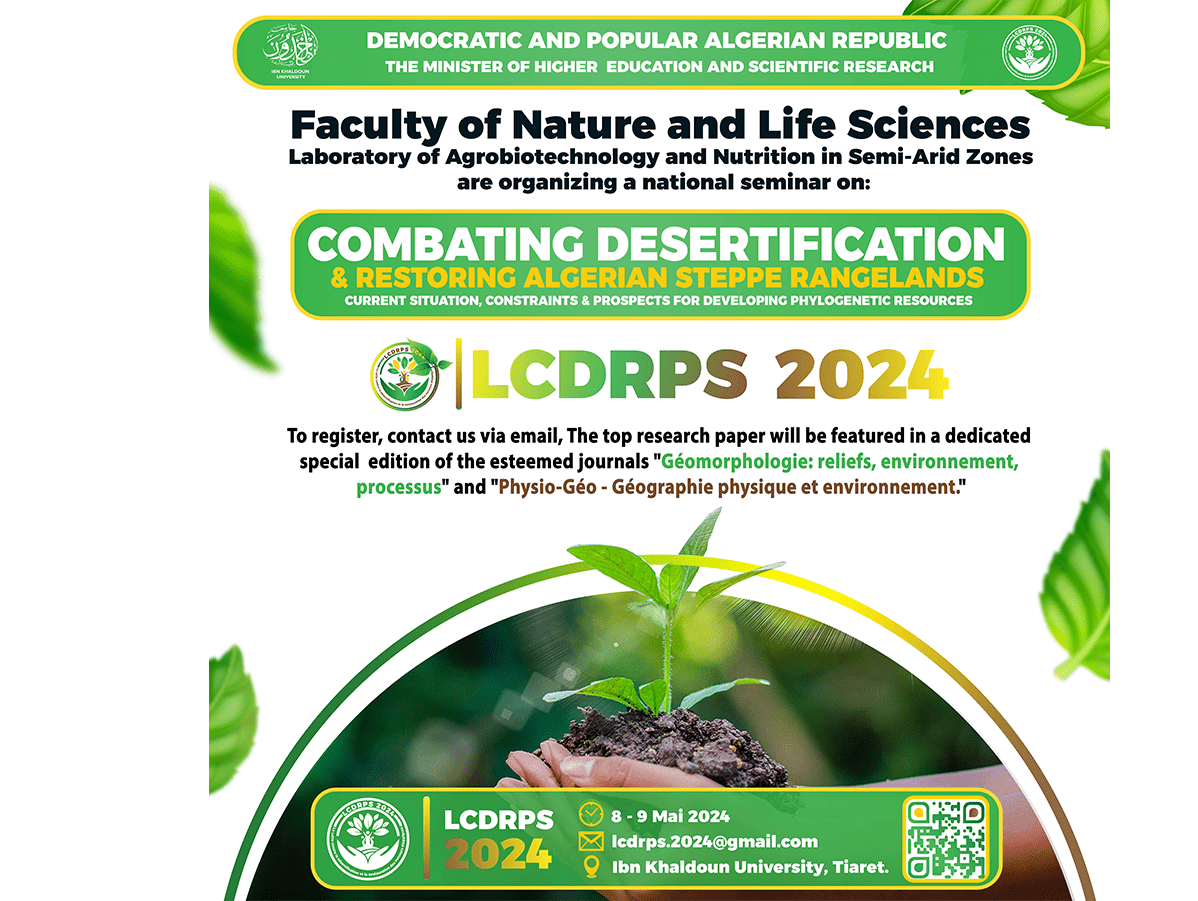 جامعة
ابن خلدون
IBN KHALDOUN
UNIVERSITY
DEMOCRATIC AND POPULAR ALGERIAN REPUBLIC
THE MINISTER OF HIGHER EDUCATION AND SCIENTIFIC RESEARCH
LCDRPS 2024
Faculty of Nature and Life Sciences
Laboratory of Agrobiotechnology and Nutrition in Semi-Arid Zones
are organizing a national seminar on:
COMBATING DESERTIFICATION
& RESTORING ALGERIAN STEPPE RANGELANDS
CURRENT SITUATION, CONSTRAINTS & PROSPECTS FOR DEVELOPING PHYLOGENETIC RESOURCES
LCDRPS
LCDRPS 2024
To register, contact us via email, The top research paper will be featured in a dedicated
special edition of the esteemed journals "Géomorphologie: reliefs, environnement,
processus" and "Physio-Géo - Géographie physique et environnement."
LCDRPS 2024
LCDRPS
2024
8 - 9 Mai 2024
lcdrps.2024@gmail.com
Ibn Khaldoun University, Tiaret.